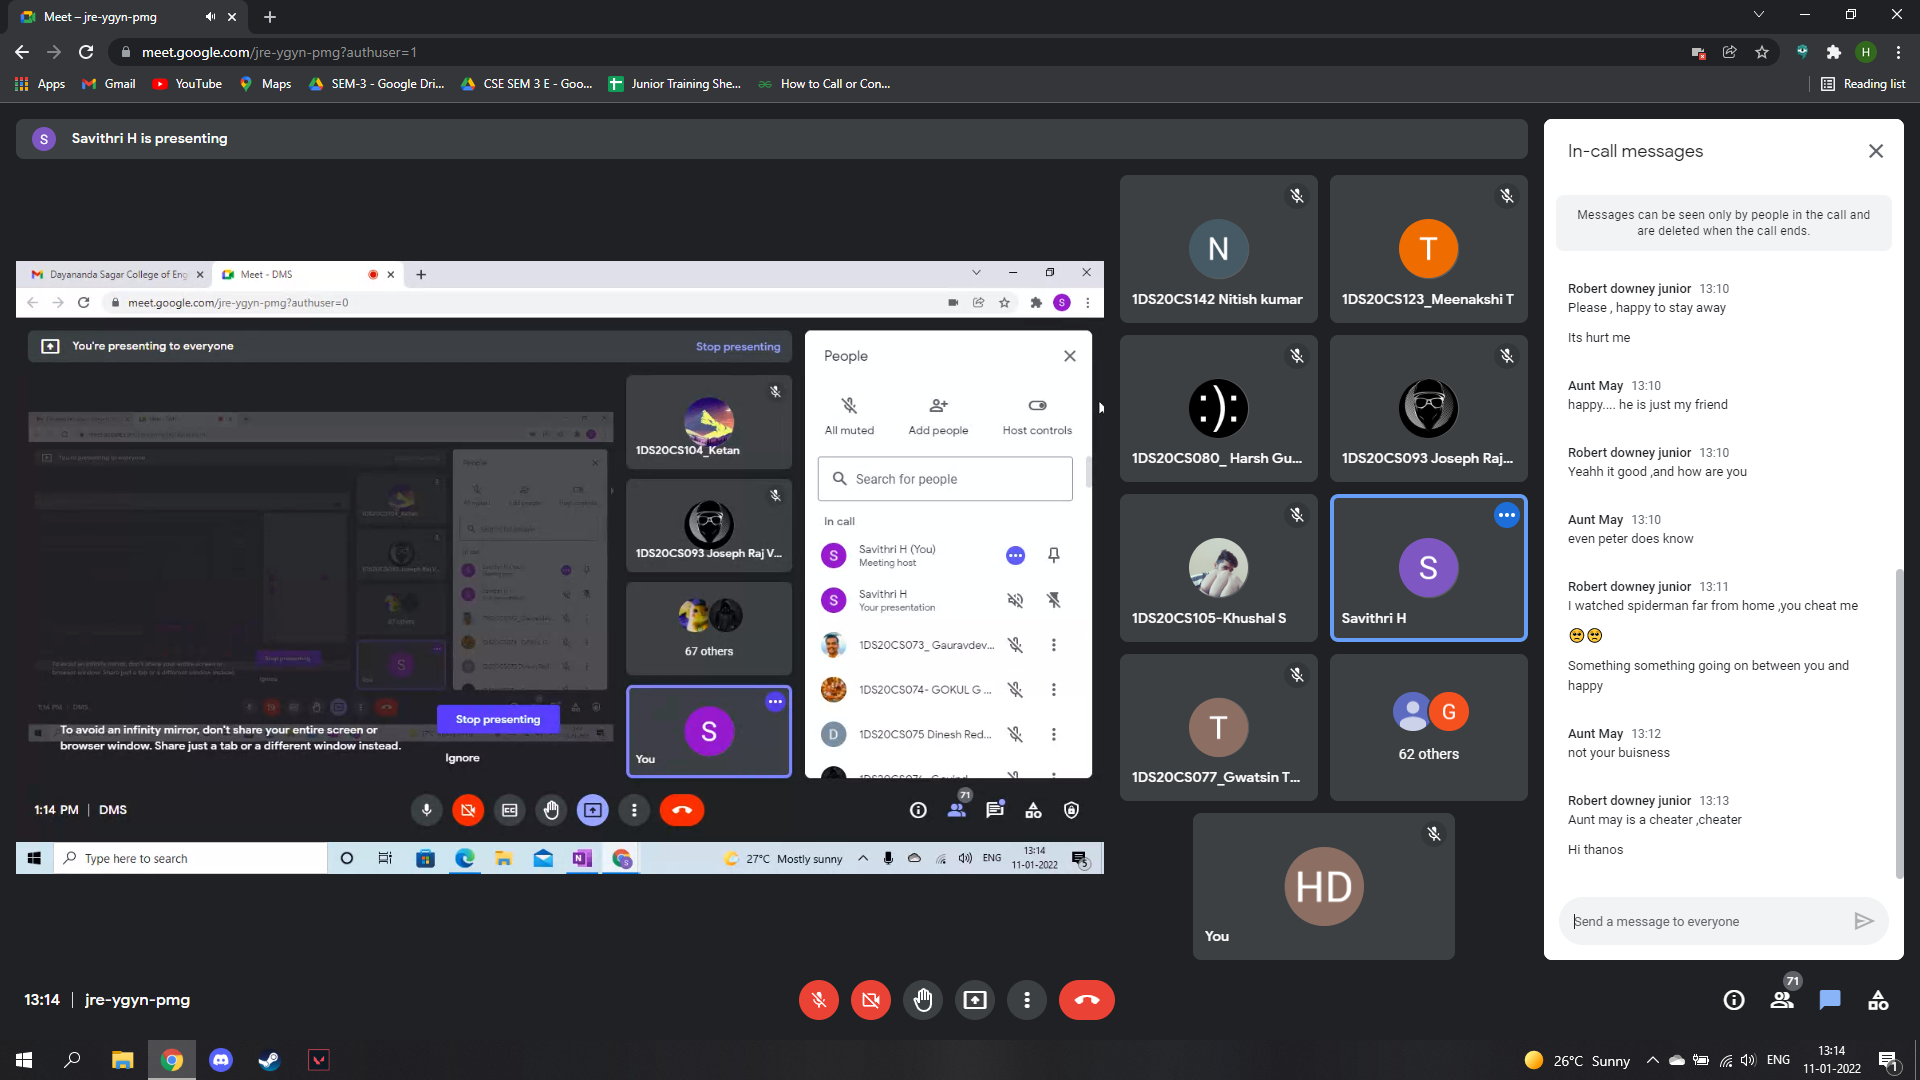 Meet – jre-ygyn-pmg
meet.google.com/jre-ygyn-pmg?authuser=1
H
Apps
Gmail
YouTube
Maps
SEM-3 - Google Dri...
CSE SEM 3 E - Goo...
Junior Training She...
How to Call or Con...
Reading list
S
Savithri H is presenting
Dayananda Sagar College of Eng
Meet - DMS
meet.google.com/jre-ygyn-pmg?authuser=0
S
You're presenting to everyone
Stop presenting
1DS20CS104_Ketan
1DS20CS093 Joseph Raj V...
67 others
S
You
To avoid an infinity mirror, don't share your entire screen or
browser window. Share just a tab or a different window instead.
Stop presenting
Ignore
People
All muted
Add people
Host controls
Search for people
In call
S
Savithri H (You)
Meeting host
S
Savithri H
Your presentation
1DS20CS073_ Gauravdev...
1DS20CS074- GOKUL G ...
D
1DS20CS075 Dinesh Red...
1:14 PM | DMS
71
Type here to search
27°C Mostly sunny
ENG
13:14
11-01-2022
5
N
1DS20CS142 Nitish kumar
T
1DS20CS123_Meenakshi T
:):
1DS20CS080_ Harsh Gu...
1DS20CS093 Joseph Raj...
1DS20CS105-Khushal S
S
Savithri H
T
1DS20CS077_Gwatsin T...
G
62 others
HD
You
In-call messages
Messages can be seen only by people in the call and
are deleted when the call ends.
Robert downey junior 13:10
Please , happy to stay away
Its hurt me
Aunt May 13:10
happy.... he is just my friend
Robert downey junior 13:10
Yeahh it good ,and how are you
Aunt May 13:10
even peter does know
Robert downey junior 13:11
I watched spiderman far from home ,you cheat me
🥺🥺
Something something going on between you and
happy
Aunt May 13:12
not your buisness
Robert downey junior 13:13
Aunt may is a cheater ,cheater
Hi thanos
Send a message to everyone
13:14 | jre-ygyn-pmg
71
26°C Sunny
ENG
13:14
11-01-2022
1